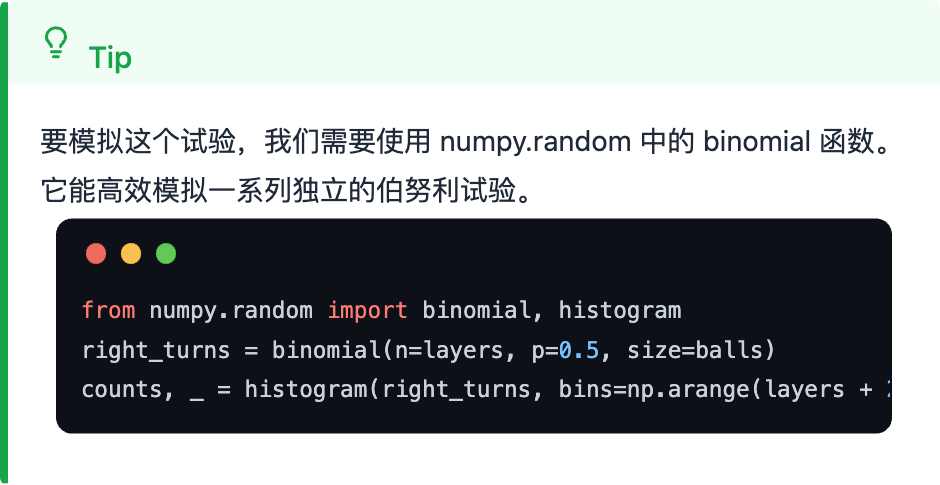 Tip
要模拟这个试验，我们需要使用 numpy.random 中的 binomial 函数。
它能高效模拟一系列独立的伯努利试验。
from numpy.random import binomial, histogram
right_turns = binomial(n=layers, p=0.5, size=balls)
counts, _ = histogram(right_turns, bins=np.arange(layers +